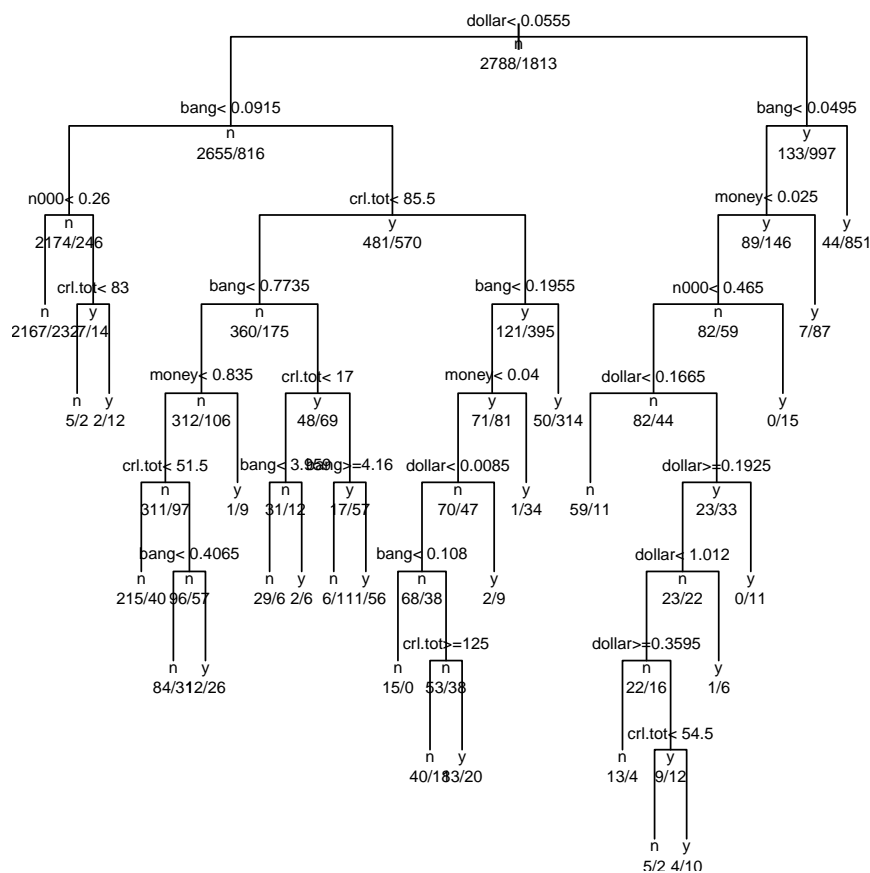 dollar< 0.0555
n
2788/1813
bang< 0.0915
n
2655/816
bang< 0.0495
y
133/997
n000< 0.26
n
2174/246
crl.tot< 85.5
y
481/570
money< 0.025
y
89/146
y
44/851
n
2167/232
crl.tot< 83
y
7/14
bang< 0.7735
n
360/175
bang< 0.1955
y
121/395
n000< 0.465
n
82/59
y
7/87
n
5/2
y
2/12
money< 0.835
n
312/106
crl.tot< 17
y
48/69
money< 0.04
y
71/81
y
50/314
dollar< 0.1665
n
82/44
y
0/15
crl.tot< 51.5
n
311/97
y
1/9
bang< 3.959
n
31/12
bang>=4.16
y
17/57
dollar< 0.0085
n
70/47
y
1/34
n
59/11
dollar>=0.1925
y
23/33
n
215/40
bang< 0.4065
n
96/57
n
29/6
y
2/6
n
6/1
y
11/56
bang< 0.108
n
68/38
y
2/9
dollar< 1.012
n
23/22
y
0/11
n
84/31
y
12/26
n
15/0
crl.tot>=125
n
53/38
dollar>=0.3595
n
22/16
y
1/6
n
40/18
y
13/20
n
13/4
crl.tot< 54.5
y
9/12
n
5/2
y
4/10